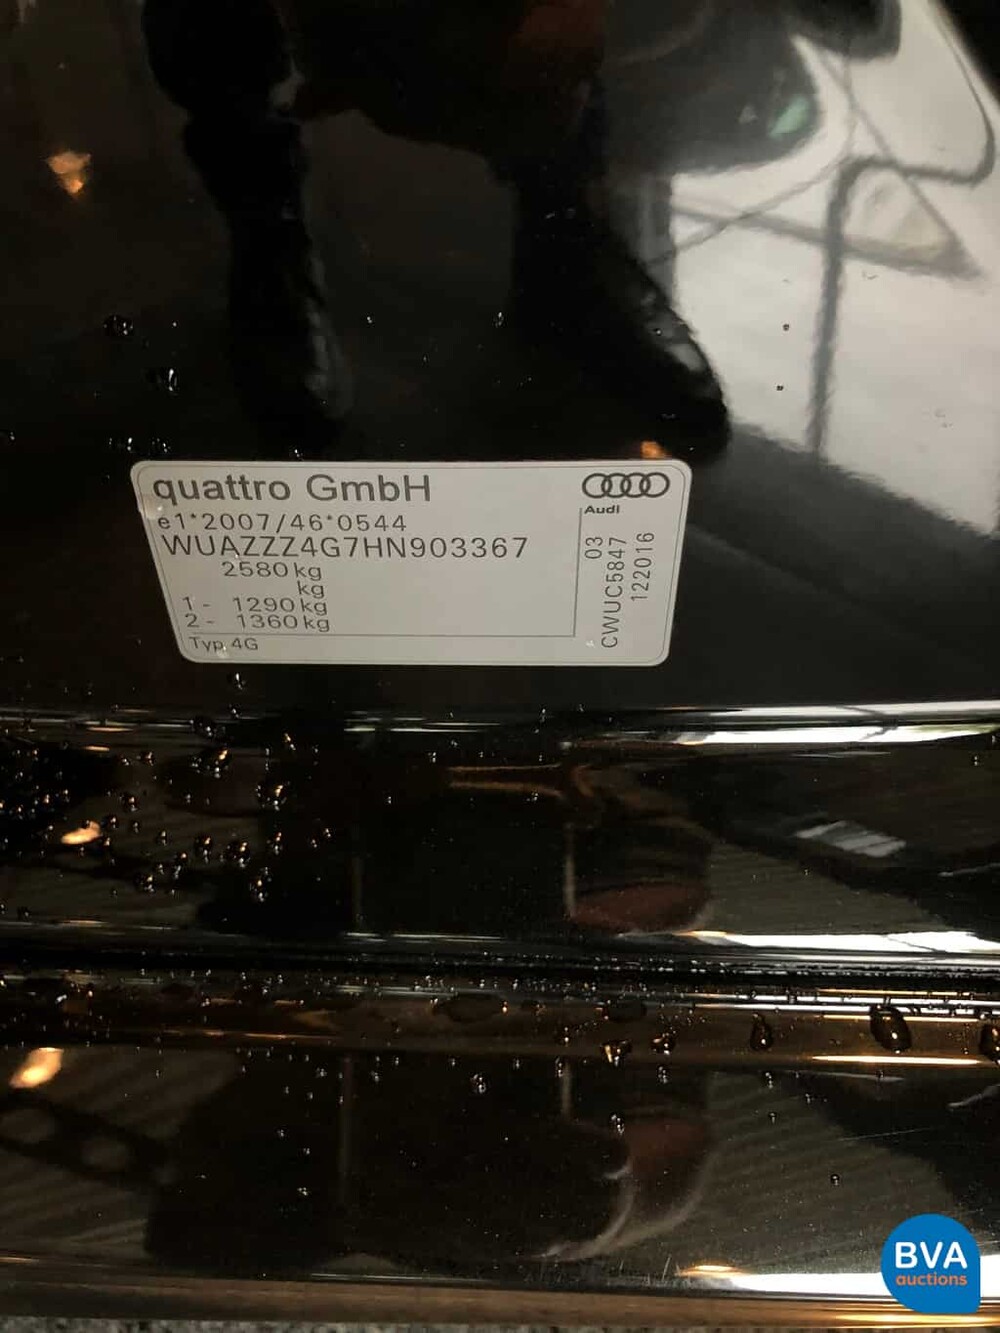 quattro GmbH
Audi
e1*2007/46*0544
WUAZZZ4G7HN903367
2580 kg
kg
1 - 1290 kg
2 - 1360 kg
Typ 4G
03
CWUC5847
122016
BVA
auctions